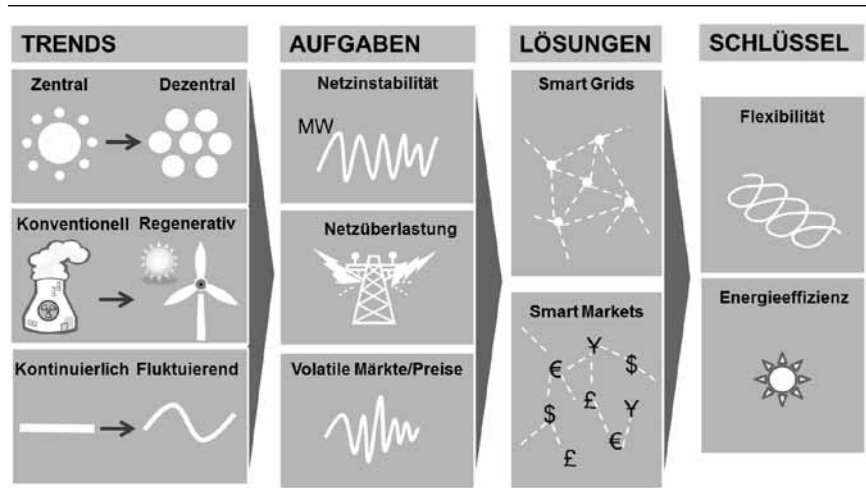 TRENDS
Zentral
Dezentral
Konventionell
Regenerativ
Kontinuierlich
Fluktuierend
AUFGABEN
Netzinstabilität
MW
Netzüberlastung
Volatile Märkte/Preise
LÖSUNGEN
Smart Grids
Smart Markets
¥
€
$
$
£
¥
€
£
SCHLÜSSEL
Flexibilität
Energieeffizienz